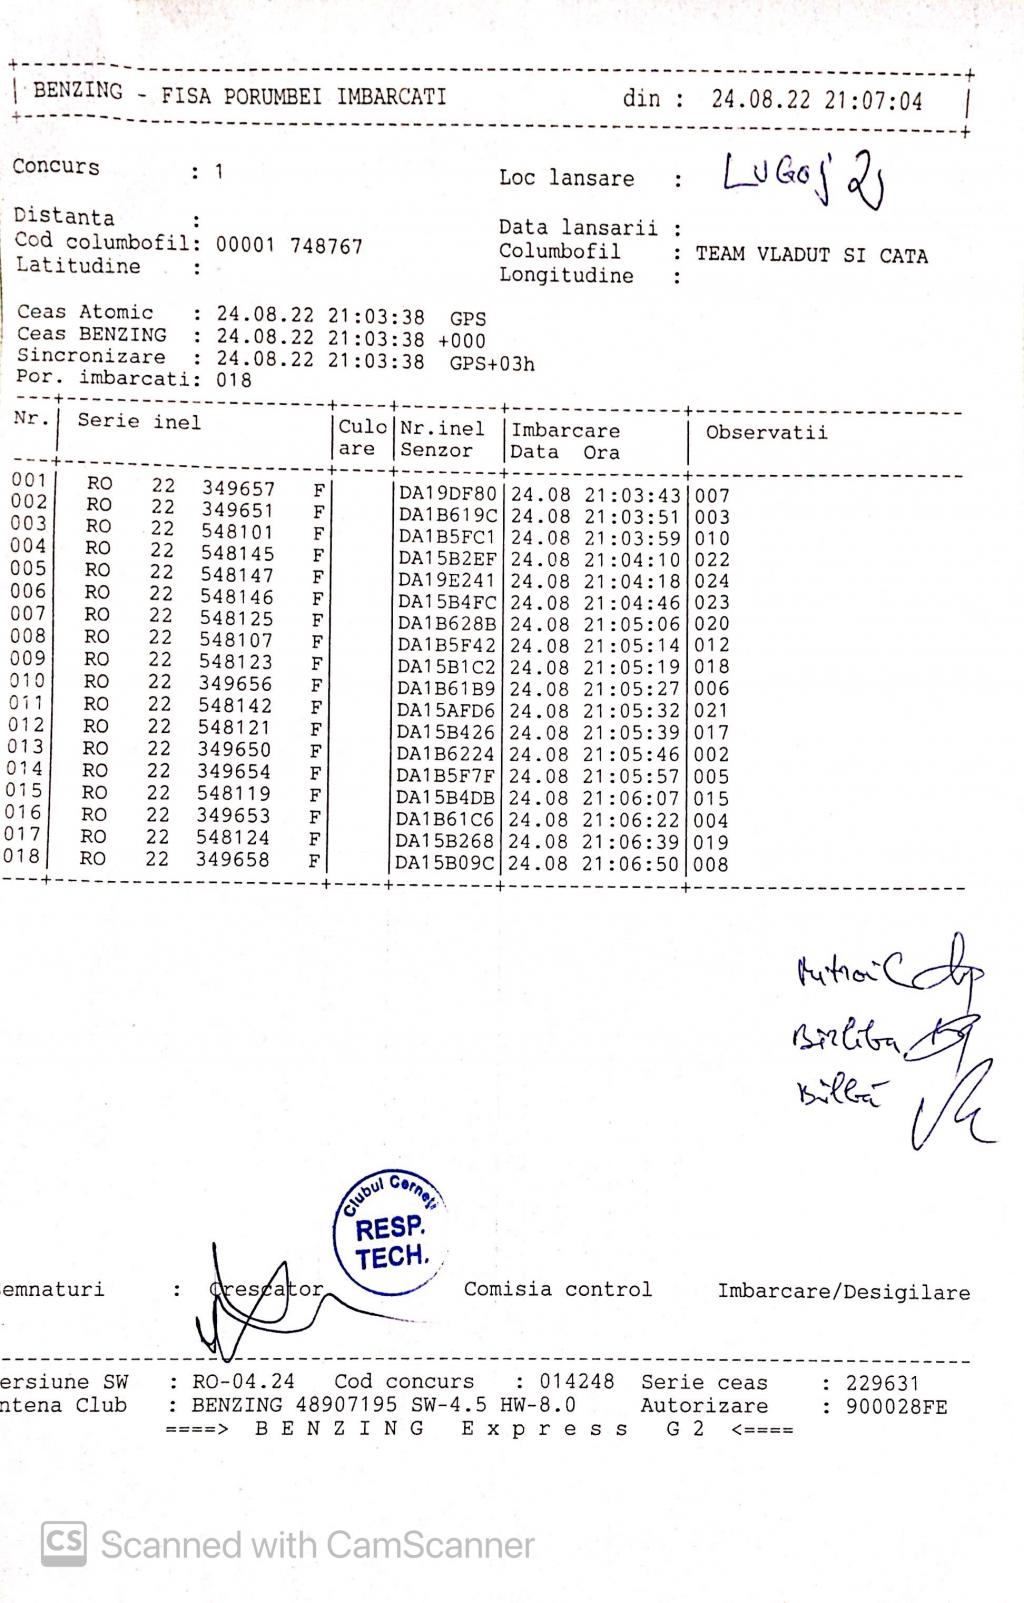 BENZING - FISA PORUMBEI IMBARCATI din : 24.08.22 21:07:04
Concurs : 1 Loc lansare : LUGOJ 2
Distanta : Data lansarii :
Cod columbofil: 00001 748767 Columbofil : TEAM VLADUT SI CATA
Latitudine : Longitudine :
Ceas Atomic : 24.08.22 21:03:38 GPS
Ceas BENZING : 24.08.22 21:03:38 +000
Sincronizare : 24.08.22 21:03:38 GPS+03h
Por. imbarcati: 018
Nr. Serie inel Culo Nr.inel Imbarcare Observatii
are Senzor Data Ora
001 RO 22 349657 F DA19DF80 24.08 21:03:43 007
002 RO 22 349651 F DA1B619C 24.08 21:03:51 003
003 RO 22 548101 F DA1B5FC1 24.08 21:03:59 010
004 RO 22 548145 F DA15B2EF 24.08 21:04:10 022
005 RO 22 548147 F DA19E241 24.08 21:04:18 024
006 RO 22 548146 F DA15B4FC 24.08 21:04:46 023
007 RO 22 548125 F DA1B628B 24.08 21:05:06 020
008 RO 22 548107 F DA1B5F42 24.08 21:05:14 012
009 RO 22 548123 F DA15B1C2 24.08 21:05:19 018
010 RO 22 349656 F DA1B61B9 24.08 21:05:27 006
011 RO 22 548142 F DA15AFD6 24.08 21:05:32 021
012 RO 22 548121 F DA15B426 24.08 21:05:39 017
013 RO 22 349650 F DA1B6224 24.08 21:05:46 002
014 RO 22 349654 F DA1B5F7F 24.08 21:05:57 005
015 RO 22 548119 F DA15B4DB 24.08 21:06:07 015
016 RO 22 349653 F DA1B61C6 24.08 21:06:22 004
017 RO 22 548124 F DA15B268 24.08 21:06:39 019
018 RO 22 349658 F DA15B09C 24.08 21:06:50 008
Clubul Cerneți
RESP.
TECH.
emnaturi : Crescator Comisia control Imbarcare/Desigilare
ersiune SW : RO-04.24 Cod concurs : 014248 Serie ceas : 229631
ntena Club : BENZING 48907195 SW-4.5 HW-8.0 Autorizare : 900028FE
====> B E N Z I N G E x p r e s s G 2 <====
CS Scanned with CamScanner